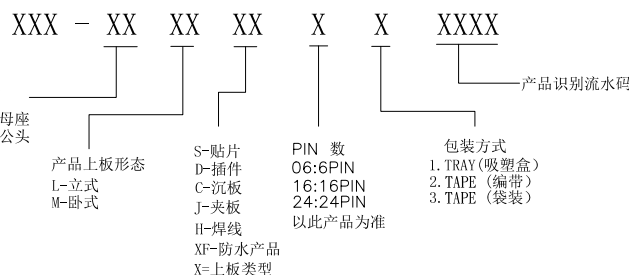 XXX - XX XX XX X X XXXX
产品识别流水码
母座
公头
产品上板形态
L-立式
M-卧式
S-贴片
D-插件
C-沉板
J-夹板
H-焊线
XF-防水产品
X=上板类型
PIN 数
06:6PIN
16:16PIN
24:24PIN
以此产品为准
包装方式
1.TRAY(吸塑盒)
2.TAPE (编带)
3.TAPE (袋装)